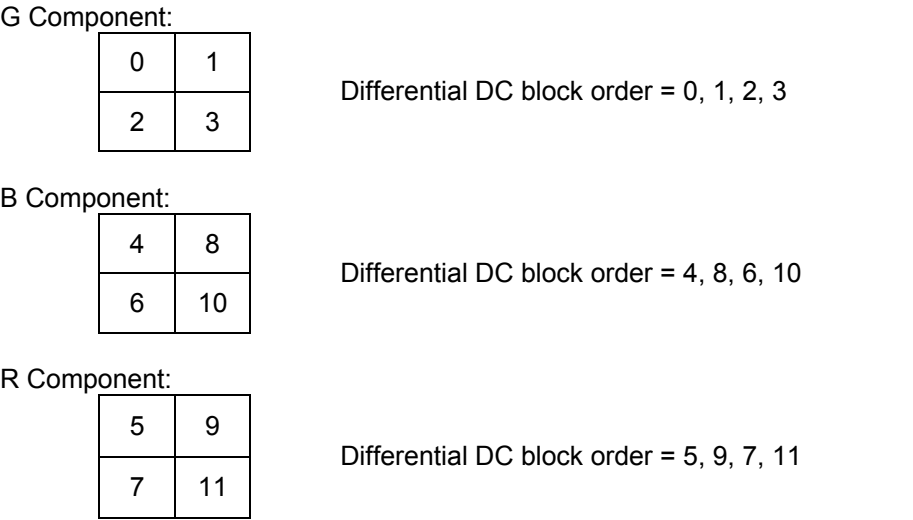 G Component:
0 1
Differential DC block order = 0, 1, 2, 3
2 3
B Component:
4 8
Differential DC block order = 4, 8, 6, 10
6 10
R Component:
5 9
Differential DC block order = 5, 9, 7, 11
7 11